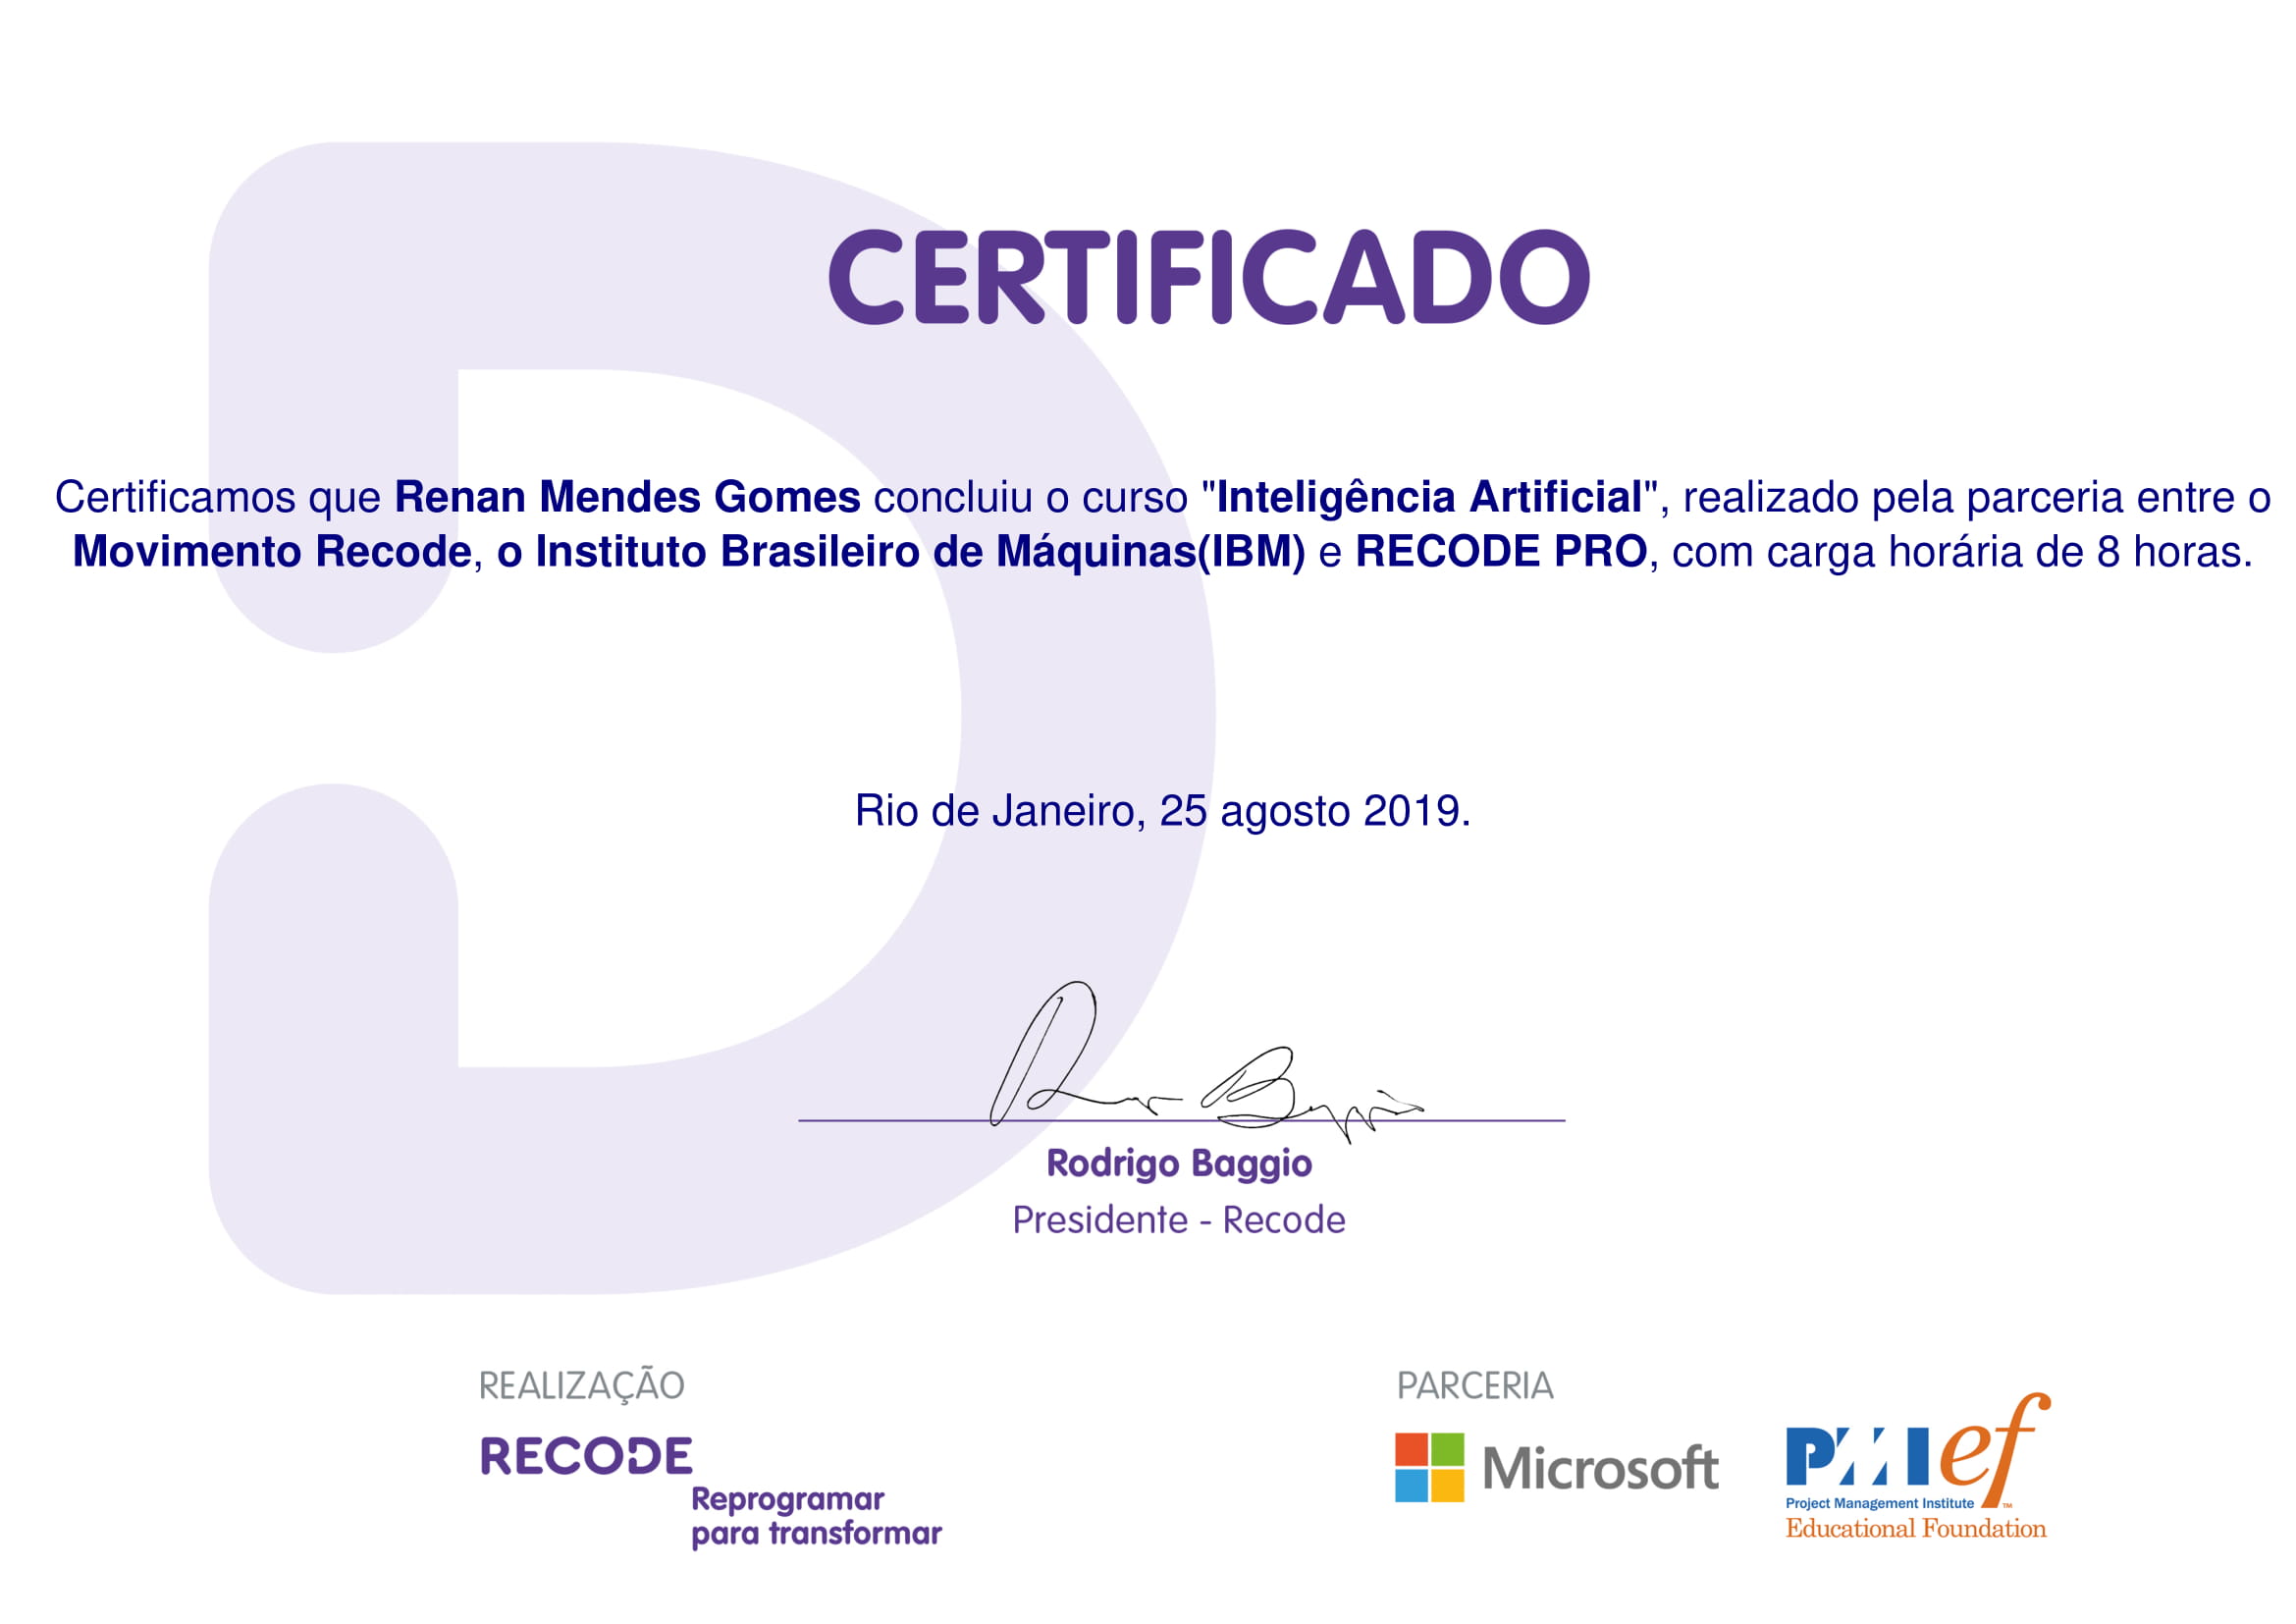 CERTIFICADO
Certificamos que Renan Mendes Gomes concluiu o curso "Inteligência Artificial", realizado pela parceria entre o
Movimento Recode, o Instituto Brasileiro de Máquinas(IBM) e RECODE PRO, com carga horária de 8 horas.
Rio de Janeiro, 25 agosto 2019.
Rodrigo Baggio
Presidente - Recode
REALIZAÇÃO
RECODE
Reprogramar
para transformar
PARCERIA
Microsoft
PMIef
Project Management Institute ™
Educational Foundation